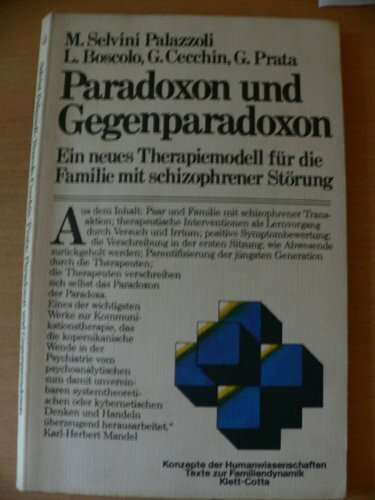 M. Selvini Palazzoli
L. Boscolo, G. Cecchin, G. Prata
Paradoxon und
Gegenparadoxon
Ein neues Therapiemodell für die
Familie mit schizophrener Störung
Aus dem Inhalt: Paar und Familie mit schizophrener Trans-
aktion; therapeutische Interventionen als Lernvorgang
durch Versuch und Irrtum; positive Symptombewertung;
die Verschreibung in der ersten Sitzung; wie Abwesende
zurückgeholt werden; Parentifizierung der jüngsten Generation
durch die Therapeuten;
die Therapeuten verschreiben
sich selbst das Paradoxon
der Paradoxa.
Eines der wichtigsten
Werke zur Kommuni-
kationstherapie, das
die kopernikanische
Wende in der
Psychiatrie vom
psychoanalytischen
zum damit unverein-
baren systemtheoreti-
schen oder kybernetischen
Denken und Handeln
überzeugend herausarbeitet."
Karl-Herbert Mandel
Konzepte der Humanwissenschaften
Texte zur Familiendynamik
Klett-Cotta